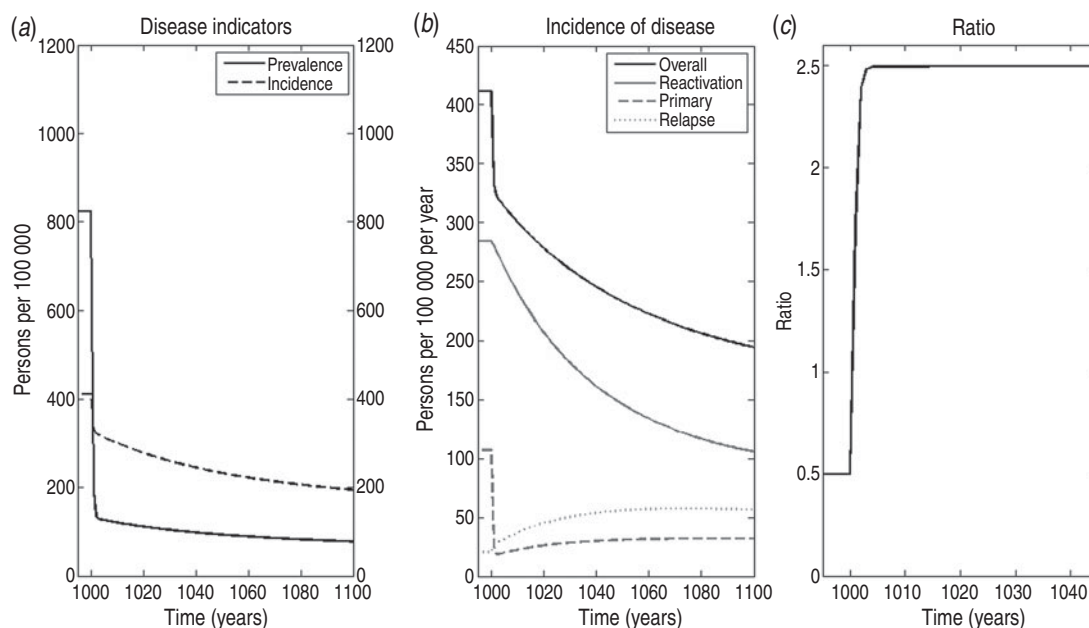 (a) Disease indicators
1200
1000
800
600
400
200
0
Persons per 100 000
1200
1000
800
600
400
200
0
Prevalence
Incidence
1000 1020 1040 1060 1080 1100
Time (years)
(b) Incidence of disease
450
400
350
300
250
200
150
100
50
0
Persons per 100 000 per year
Overall
Reactivation
Primary
Relapse
1000 1020 1040 1060 1080 1100
Time (years)
(c) Ratio
2.5
2
1.5
1
0.5
0
Ratio
1000 1010 1020 1030 1040
Time (years)